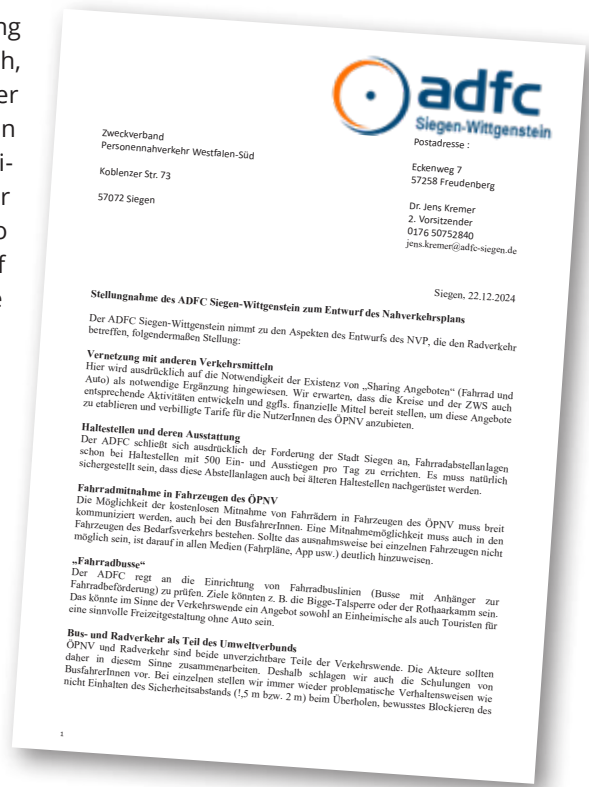 ng
h,
er
n
i-
r
o
f
e
adfc
Siegen-Wittgenstein
Zweckverband
Personennahverkehr Westfalen-Süd
Koblenzer Str. 73
57072 Siegen
Postadresse :
Eckenweg 7
57258 Freudenberg
Dr. Jens Kremer
2. Vorsitzender
0176 50752840
jens.kremer@adfc-siegen.de
Siegen, 22.12.2024
Stellungnahme des ADFC Siegen-Wittgenstein zum Entwurf des Nahverkehrsplans
Der ADFC Siegen-Wittgenstein nimmt zu den Aspekten des Entwurfs des NVP, die den Radverkehr
betreffen, folgendermaßen Stellung:
Vernetzung mit anderen Verkehrsmitteln
Hier wird ausdrücklich auf die Notwendigkeit der Existenz von „Sharing Angeboten“ (Fahrrad und
Auto) als notwendige Ergänzung hingewiesen. Wir erwarten, dass die Kreise und der ZWS auch
entsprechende Aktivitäten entwickeln und ggfls. finanzielle Mittel bereit stellen, um diese Angebote
zu etablieren und verbilligte Tarife für die NutzerInnen des ÖPNV anzubieten.
Haltestellen und deren Ausstattung
Der ADFC schließt sich ausdrücklich der Forderung der Stadt Siegen an, Fahrradabstellanlagen
schon bei Haltestellen mit 500 Ein- und Ausstiegen pro Tag zu errichten. Es muss natürlich
sichergestellt sein, dass diese Abstellanlagen auch bei älteren Haltestellen nachgerüstet werden.
Fahrradmitnahme in Fahrzeugen des ÖPNV
Die Möglichkeit der kostenlosen Mitnahme von Fahrrädern in Fahrzeugen des ÖPNV muss breit
kommuniziert werden, auch bei den BusfahrerInnen. Eine Mitnahmemöglichkeit muss auch in den
Fahrzeugen des Bedarfsverkehrs bestehen. Sollte das ausnahmsweise bei einzelnen Fahrzeugen nicht
möglich sein, ist darauf in allen Medien (Fahrpläne, App usw.) deutlich hinzuweisen.
„Fahrradbusse“
Der ADFC regt an die Einrichtung von Fahrradbuslinien (Busse mit Anhänger zur
Fahrradbeförderung) zu prüfen. Ziele könnten z. B. die Bigge-Talsperre oder der Rothaarkamm sein.
Das könnte im Sinne der Verkehrswende ein Angebot sowohl an Einheimische als auch Touristen für
eine sinnvolle Freizeitgestaltung ohne Auto sein.
Bus- und Radverkehr als Teil des Umweltverbunds
ÖPNV und Radverkehr sind beide unverzichtbare Teile der Verkehrswende. Die Akteure sollten
daher in diesem Sinne zusammenarbeiten. Deshalb schlagen wir auch die Schulungen von
BusfahrerInnen vor. Bei einzelnen stellen wir immer wieder problematische Verhaltensweisen wie
nicht Einhalten des Sicherheitsabstands (!,5 m bzw. 2 m) beim Überholen, bewusstes Blockieren des
1